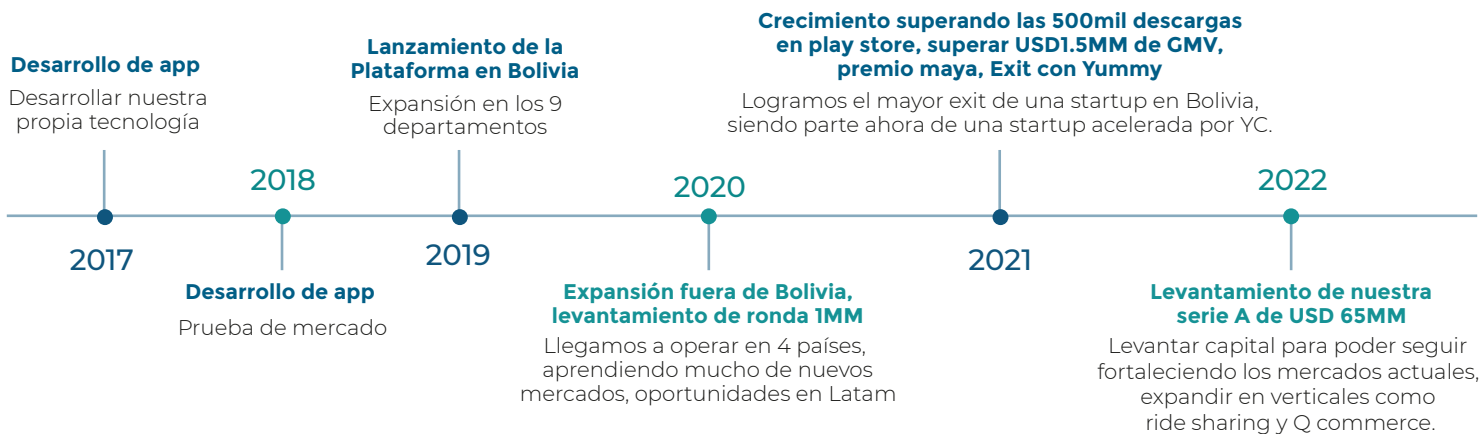 Desarrollo de app
Desarrollar nuestra
propia tecnología
2017
2018
Desarrollo de app
Prueba de mercado
Lanzamiento de la
Plataforma en Bolivia
Expansión en los 9
departamentos
2019
2020
Expansión fuera de Bolivia,
levantamiento de ronda 1MM
Llegamos a operar en 4 países,
aprendiendo mucho de nuevos
mercados, oportunidades en Latam
Crecimiento superando las 500mil descargas
en play store, superar USD1.5MM de GMV,
premio maya, Exit con Yummy
Logramos el mayor exit de una startup en Bolivia,
siendo parte ahora de una startup acelerada por YC.
2021
2022
Levantamiento de nuestra
serie A de USD 65MM
Levantar capital para poder seguir
fortaleciendo los mercados actuales,
expandir en verticales como
ride sharing y Q commerce.